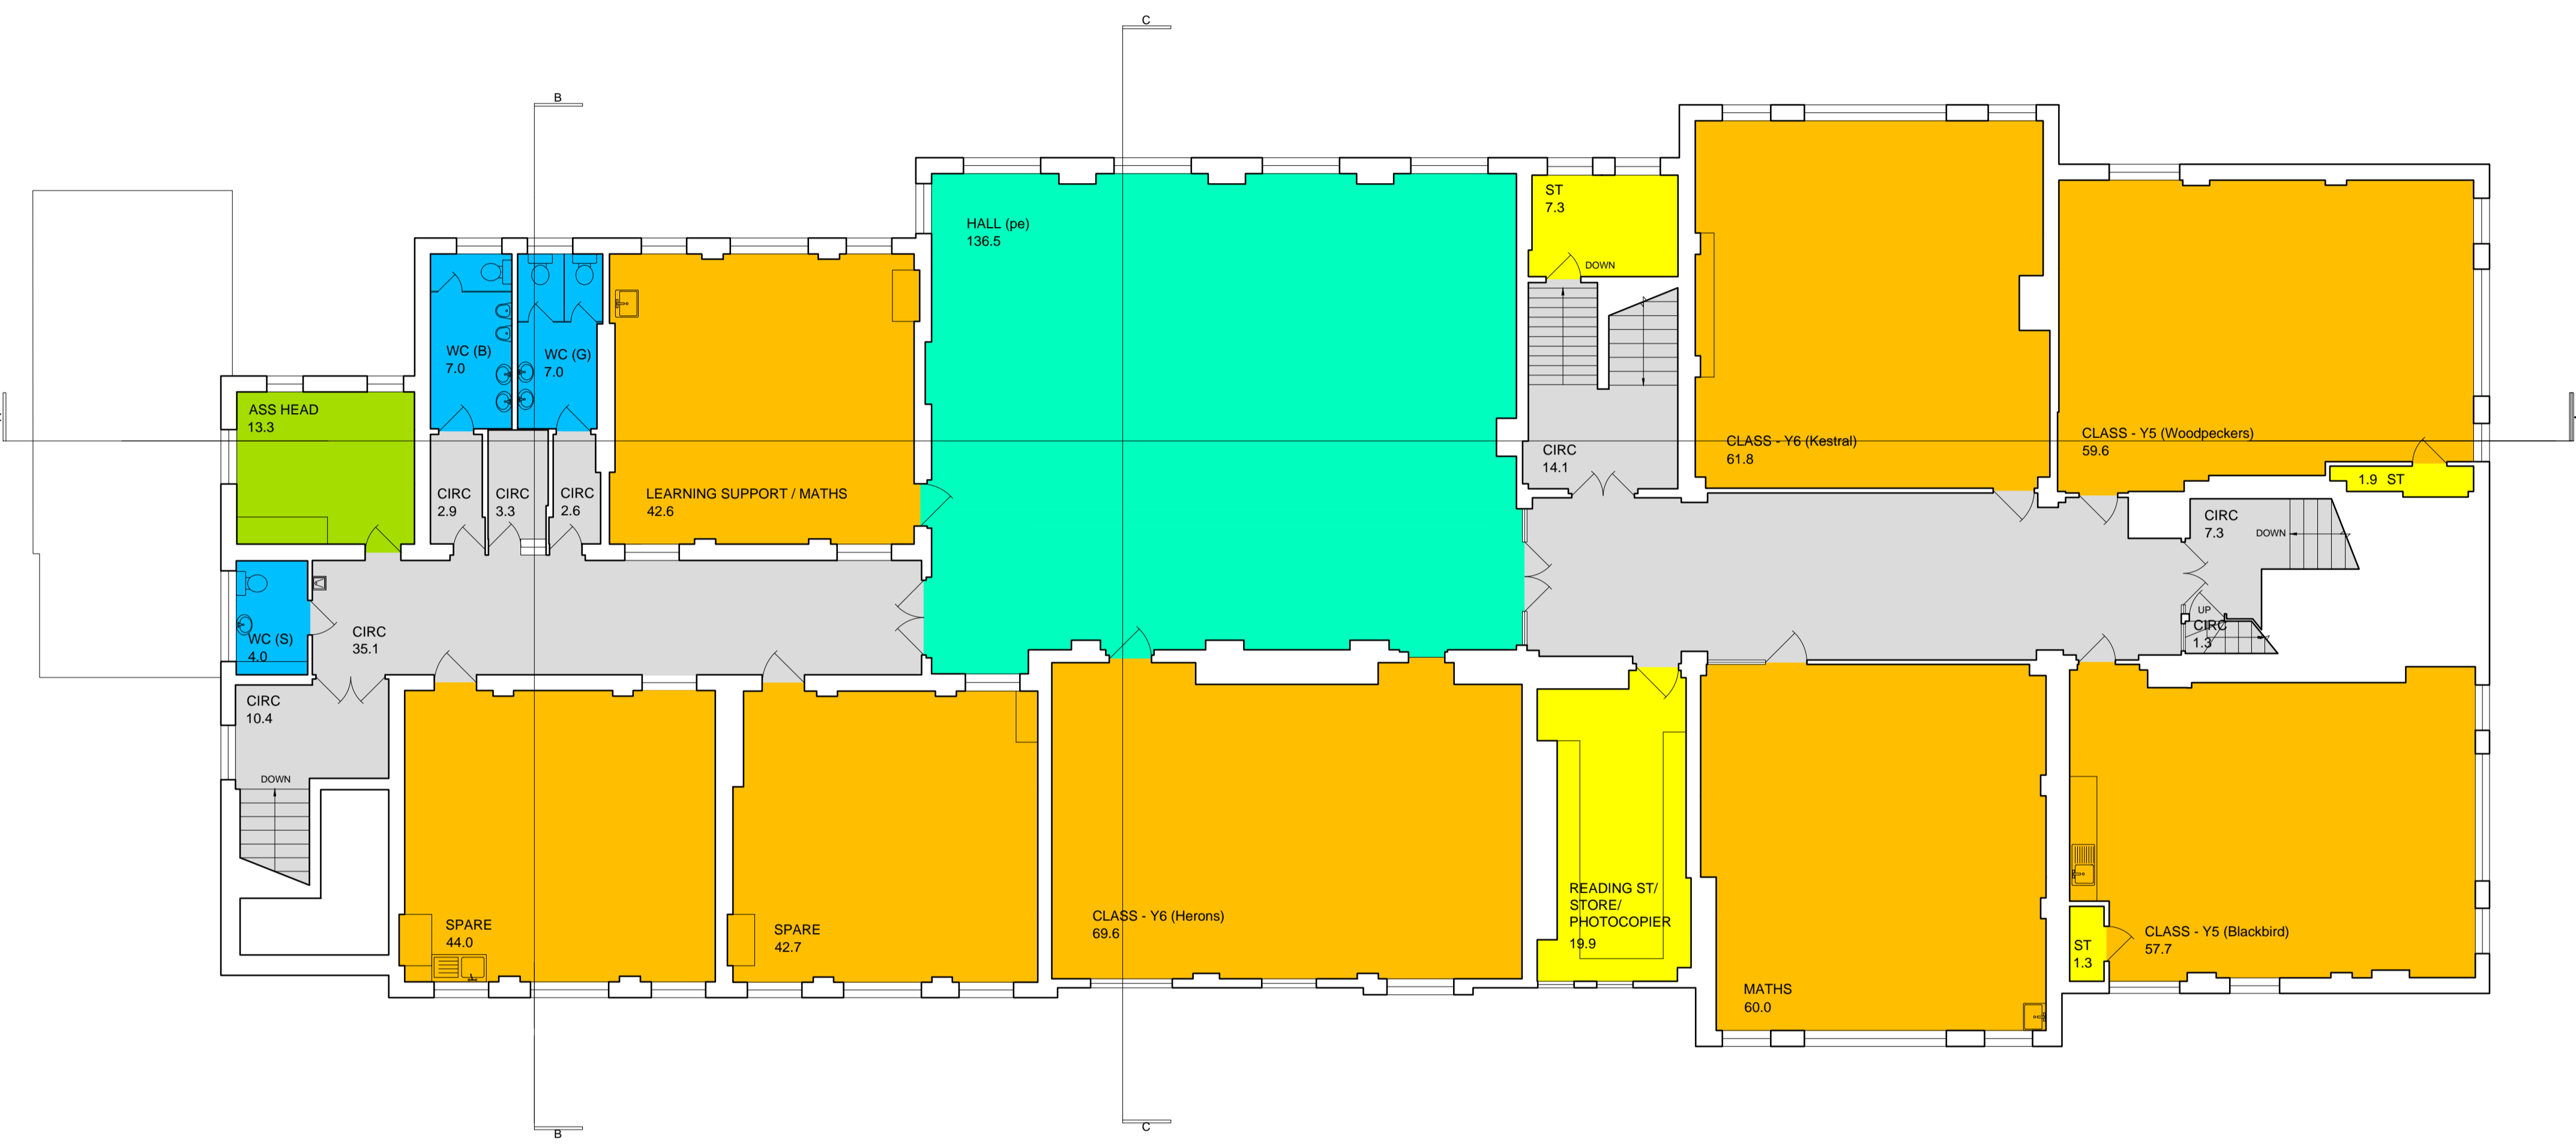 C
B
HALL (pe)
136.5
ST
7.3
DOWN
WC (B)
7.0
WC (G)
7.0
ASS HEAD
13.3
CIRC
2.9
CIRC
3.3
CIRC
2.6
LEARNING SUPPORT / MATHS
42.6
CIRC
14.1
CLASS - Y6 (Kestral)
61.8
CLASS - Y5 (Woodpeckers)
59.6
1.9 ST
CIRC
7.3
DOWN
UP
CIRC
1.3
WC (S)
4.0
CIRC
35.1
CIRC
10.4
DOWN
SPARE
44.0
SPARE
42.7
CLASS - Y6 (Herons)
69.6
READING ST/
STORE/
PHOTOCOPIER
19.9
MATHS
60.0
ST
1.3
CLASS - Y5 (Blackbird)
57.7
B
C